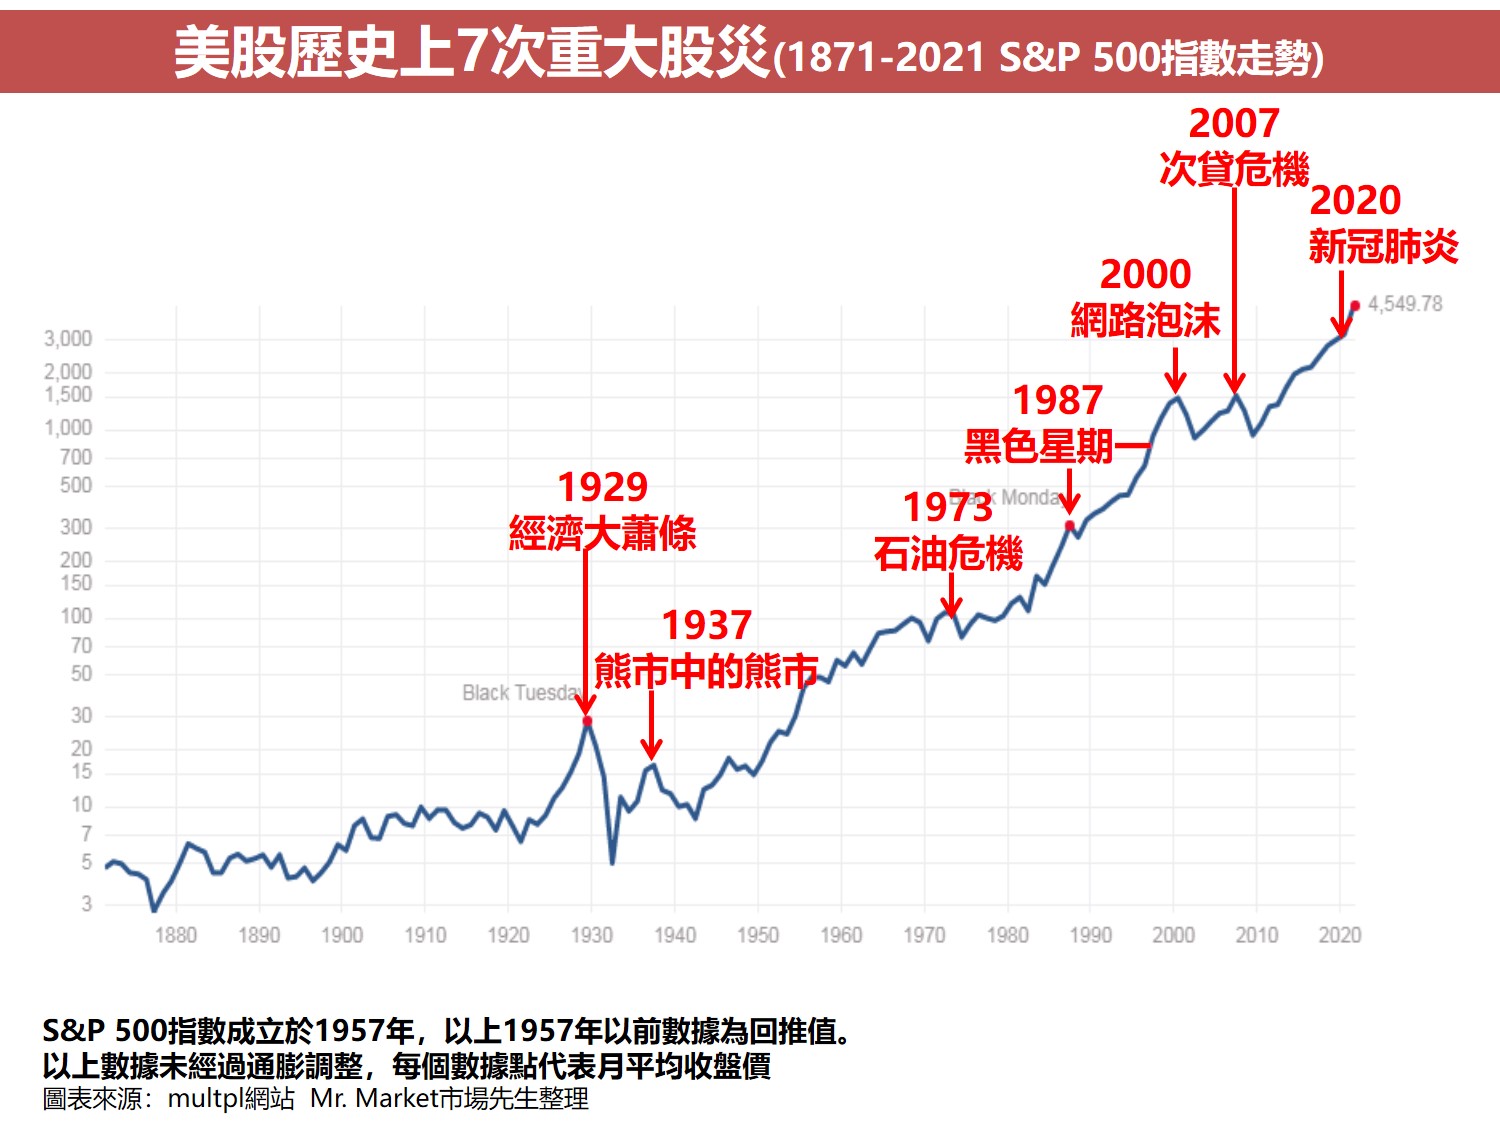 美股歷史上7次重大股災(1871-2021 S&P 500指數走勢)
2007
次貸危機
2020
新冠肺炎
2000
網路泡沫
4,549.78
1987
黑色星期一
Black Monday
1973
石油危機
1929
經濟大蕭條
1937
熊市中的熊市
Black Tuesday
3,000
2,000
1,500
1,000
700
500
300
200
150
100
70
50
30
20
15
10
7
5
3
1880 1890 1900 1910 1920 1930 1940 1950 1960 1970 1980 1990 2000 2010 2020
S&P 500指數成立於1957年，以上1957年以前數據為回推值。
以上數據未經過通膨調整，每個數據點代表月平均收盤價
圖表來源：multpl網站 Mr. Market市場先生整理